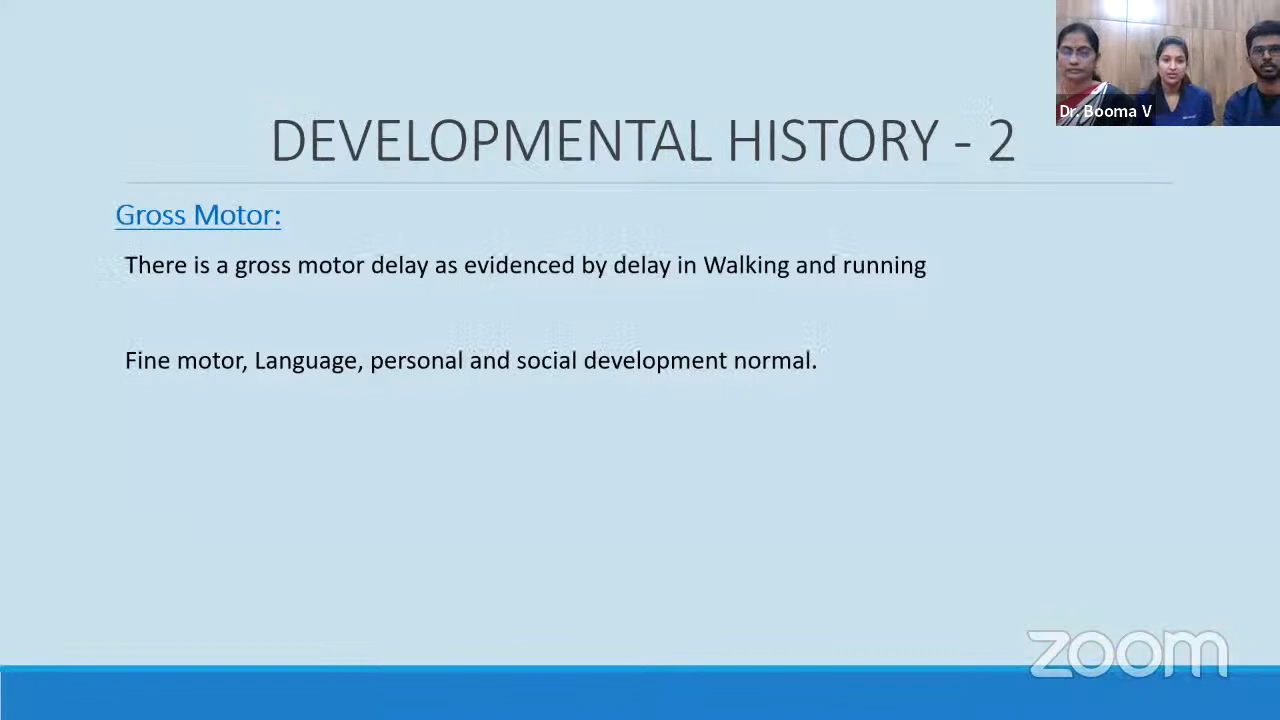 Dr. Booma V
DEVELOPMENTAL HISTORY - 2
Gross Motor:
There is a gross motor delay as evidenced by delay in Walking and running
Fine motor, Language, personal and social development normal.
zoom